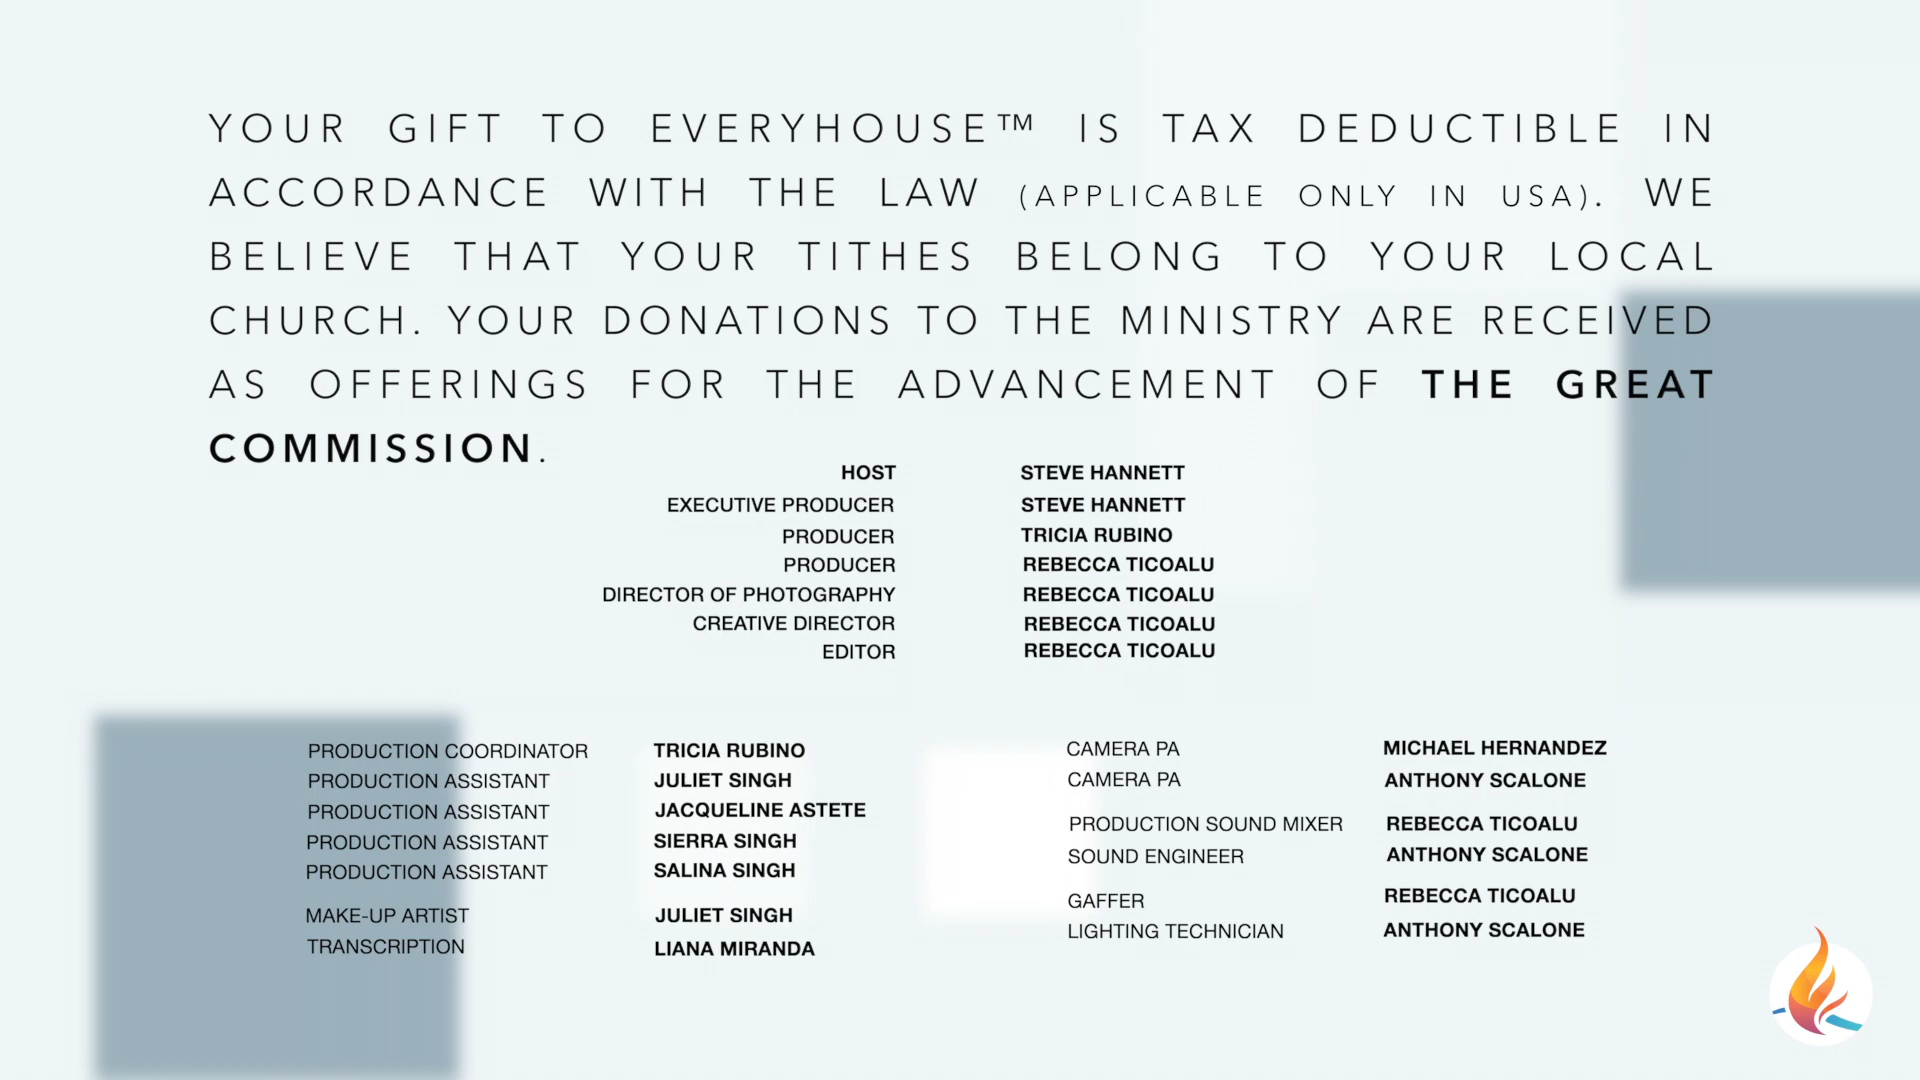 YOUR GIFT TO EVERYHOUSE™ IS TAX DEDUCTIBLE IN
ACCORDANCE WITH THE LAW (APPLICABLE ONLY IN USA). WE
BELIEVE THAT YOUR TITHES BELONG TO YOUR LOCAL
CHURCH. YOUR DONATIONS TO THE MINISTRY ARE RECEIVED
AS OFFERINGS FOR THE ADVANCEMENT OF THE GREAT
COMMISSION.
HOST STEVE HANNETT
EXECUTIVE PRODUCER STEVE HANNETT
PRODUCER TRICIA RUBINO
PRODUCER REBECCA TICOALU
DIRECTOR OF PHOTOGRAPHY REBECCA TICOALU
CREATIVE DIRECTOR REBECCA TICOALU
EDITOR REBECCA TICOALU
PRODUCTION COORDINATOR TRICIA RUBINO
PRODUCTION ASSISTANT JULIET SINGH
PRODUCTION ASSISTANT JACQUELINE ASTETE
PRODUCTION ASSISTANT SIERRA SINGH
PRODUCTION ASSISTANT SALINA SINGH
MAKE-UP ARTIST JULIET SINGH
TRANSCRIPTION LIANA MIRANDA
CAMERA PA MICHAEL HERNANDEZ
CAMERA PA ANTHONY SCALONE
PRODUCTION SOUND MIXER REBECCA TICOALU
SOUND ENGINEER ANTHONY SCALONE
GAFFER REBECCA TICOALU
LIGHTING TECHNICIAN ANTHONY SCALONE